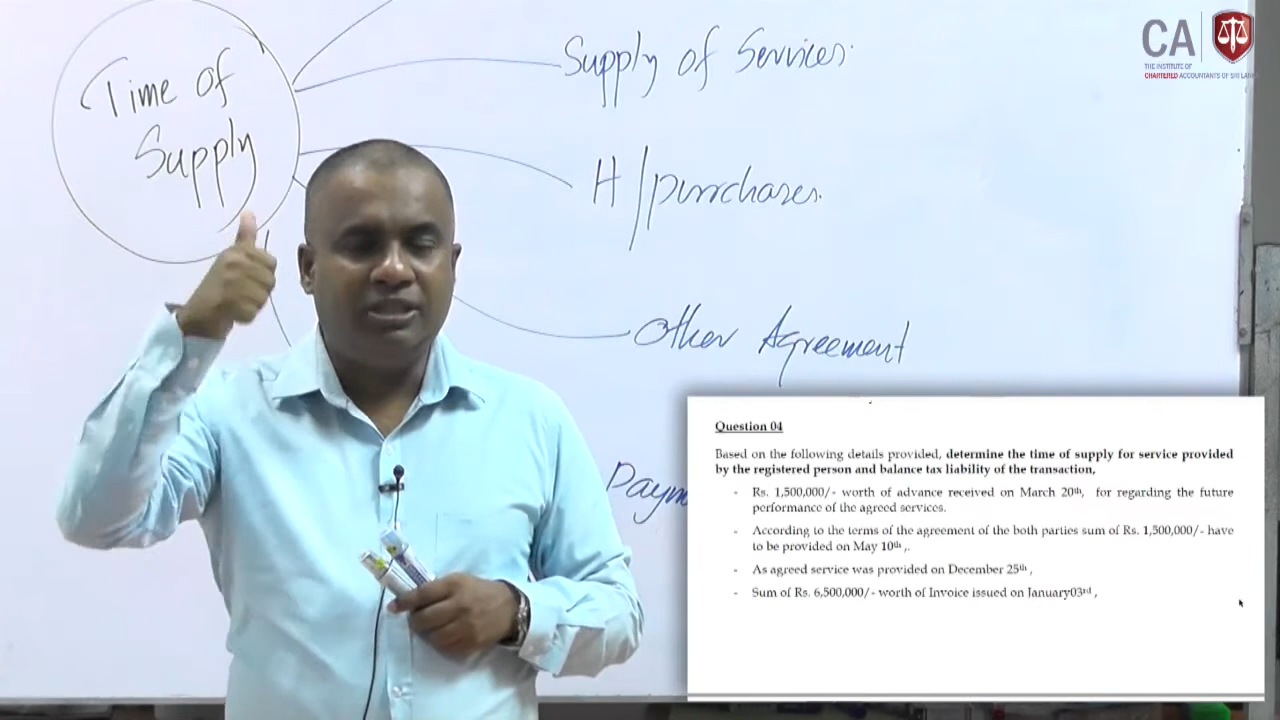 CA
THE INSTITUTE OF
CHARTERED ACCOUNTANTS OF SRI LANKA
Time of
Supply
Supply of Services.
H/purchases.
Other Agreement
Paym
Question 04
Based on the following details provided, determine the time of supply for service provided
by the registered person and balance tax liability of the transaction,
- Rs. 1,500,000/- worth of advance received on March 20th, for regarding the future
performance of the agreed services.
- According to the terms of the agreement of the both parties sum of Rs. 1,500,000/- have
to be provided on May 10th,.
- As agreed service was provided on December 25th,
- Sum of Rs. 6,500,000/- worth of Invoice issued on January03rd,